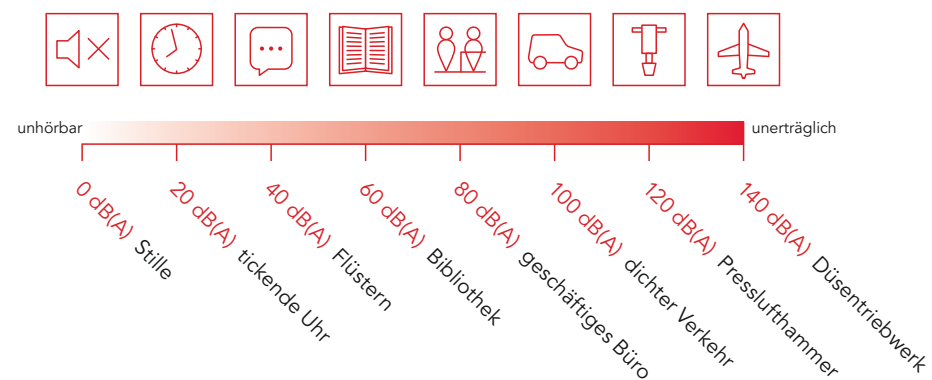 unhörbar
unerträglich
0 dB(A) Stille
20 dB(A) tickende Uhr
40 dB(A) Flüstern
60 dB(A) Bibliothek
80 dB(A) geschäftiges Büro
100 dB(A) dichter Verkehr
120 dB(A) Presslufthammer
140 dB(A) Düsentriebwerk